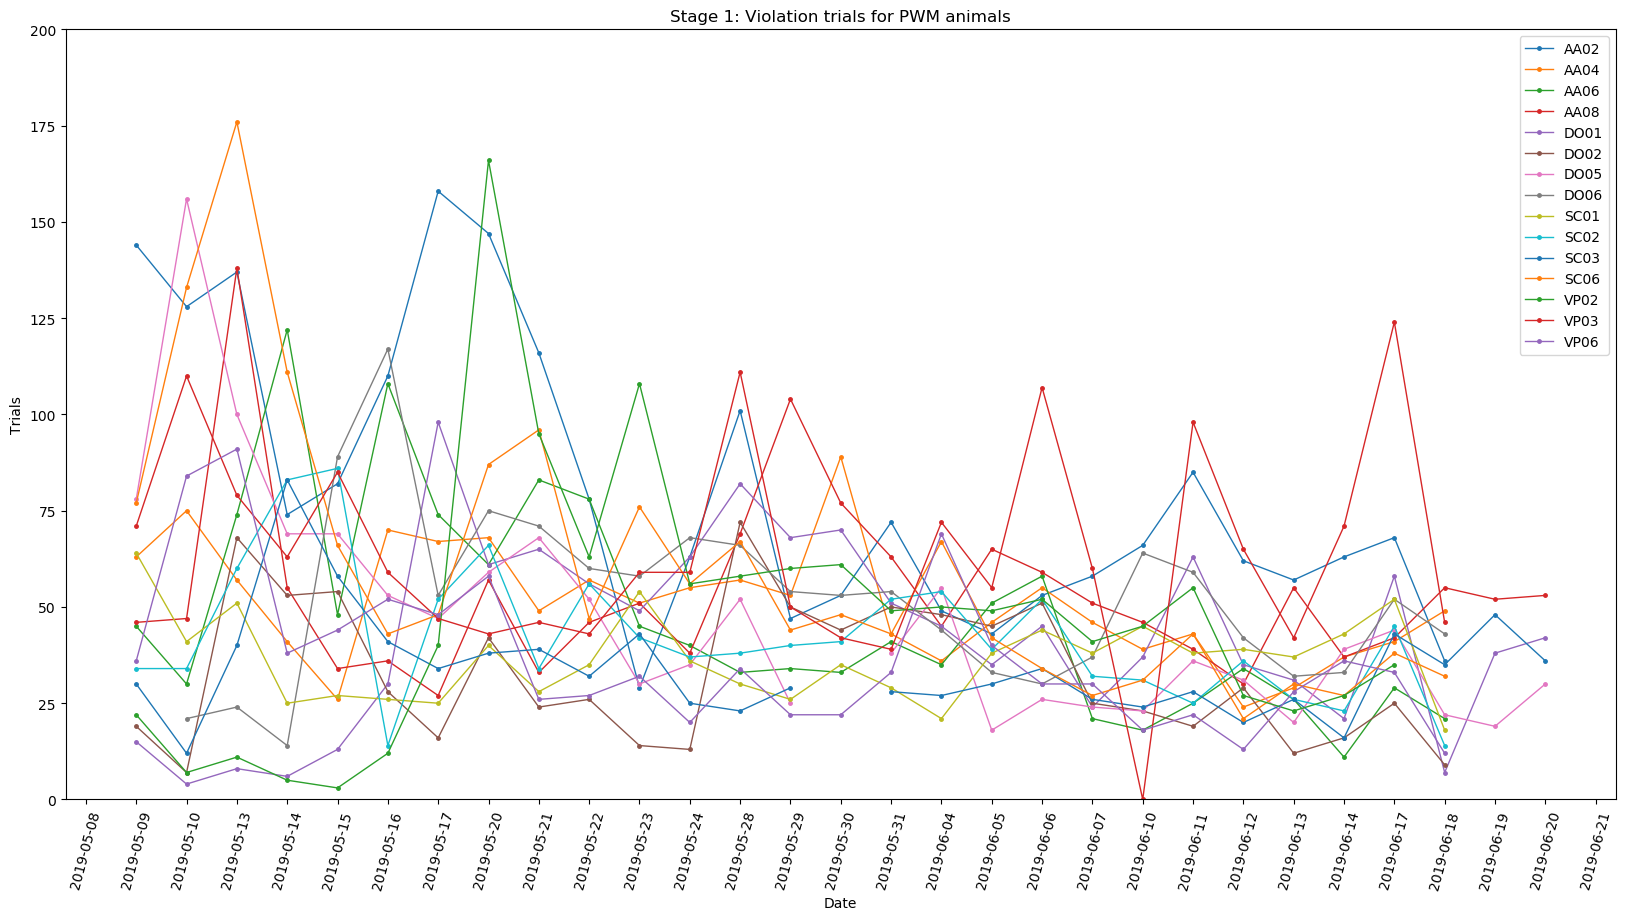 Stage 1: Violation trials for PWM animals
200
175
150
125
100
75
50
25
0
Trials
AA02
AA04
AA06
AA08
DO01
DO02
DO05
DO06
SC01
SC02
SC03
SC06
VP02
VP03
VP06
2019-05-08
2019-05-09
2019-05-10
2019-05-13
2019-05-14
2019-05-15
2019-05-16
2019-05-17
2019-05-20
2019-05-21
2019-05-22
2019-05-23
2019-05-24
2019-05-28
2019-05-29
2019-05-30
2019-05-31
2019-06-04
2019-06-05
2019-06-06
2019-06-07
2019-06-10
2019-06-11
2019-06-12
2019-06-13
2019-06-14
2019-06-17
2019-06-18
2019-06-19
2019-06-20
2019-06-21
Date